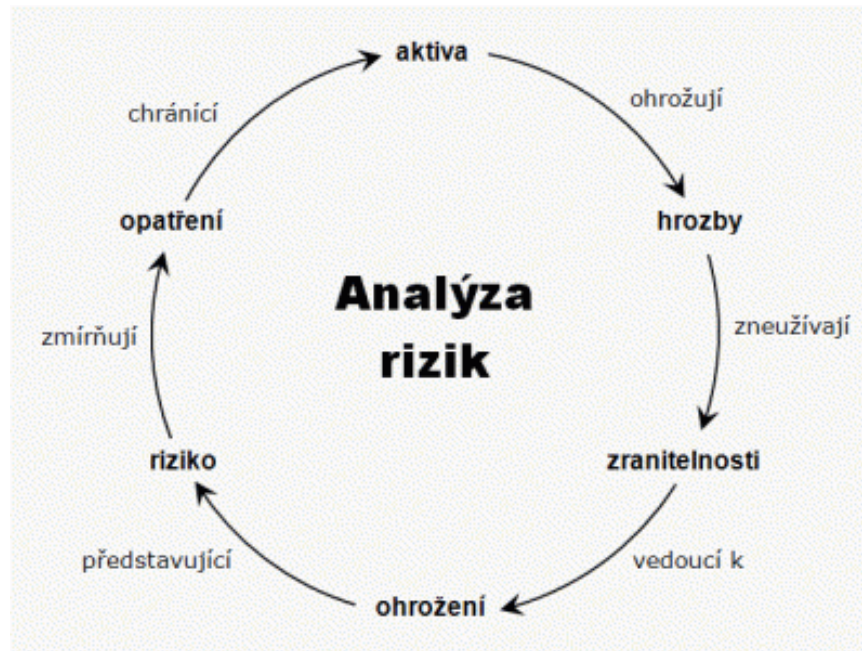 aktiva
ohrožují
hrozby
zneužívají
zranitelnosti
vedoucí k
ohrožení
představující
riziko
zmírňují
opatření
chránící
Analýza
rizik